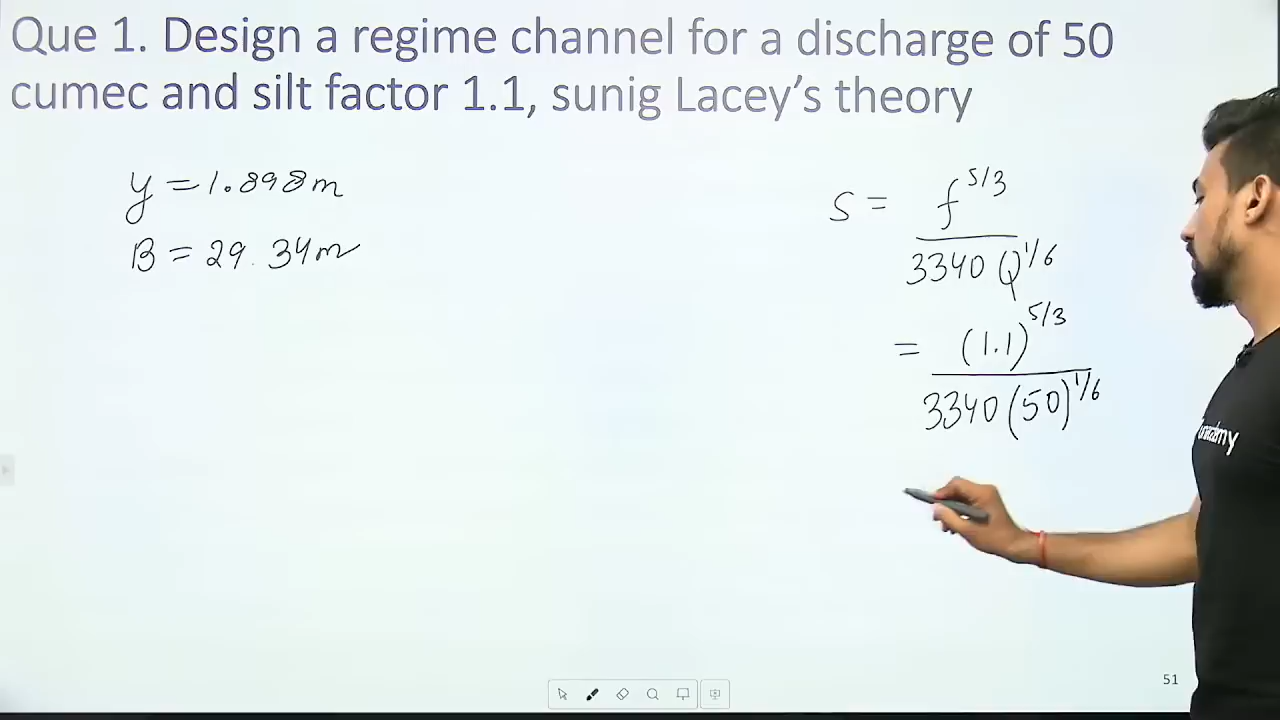 Que 1. Design a regime channel for a discharge of 50
cumec and silt factor 1.1, sunig Lacey’s theory
y = 1.898m
B = 29.34m
S = f^5/3 / 3340 Q^1/6
= (1.1)^5/3 / 3340 (50)^1/6
51